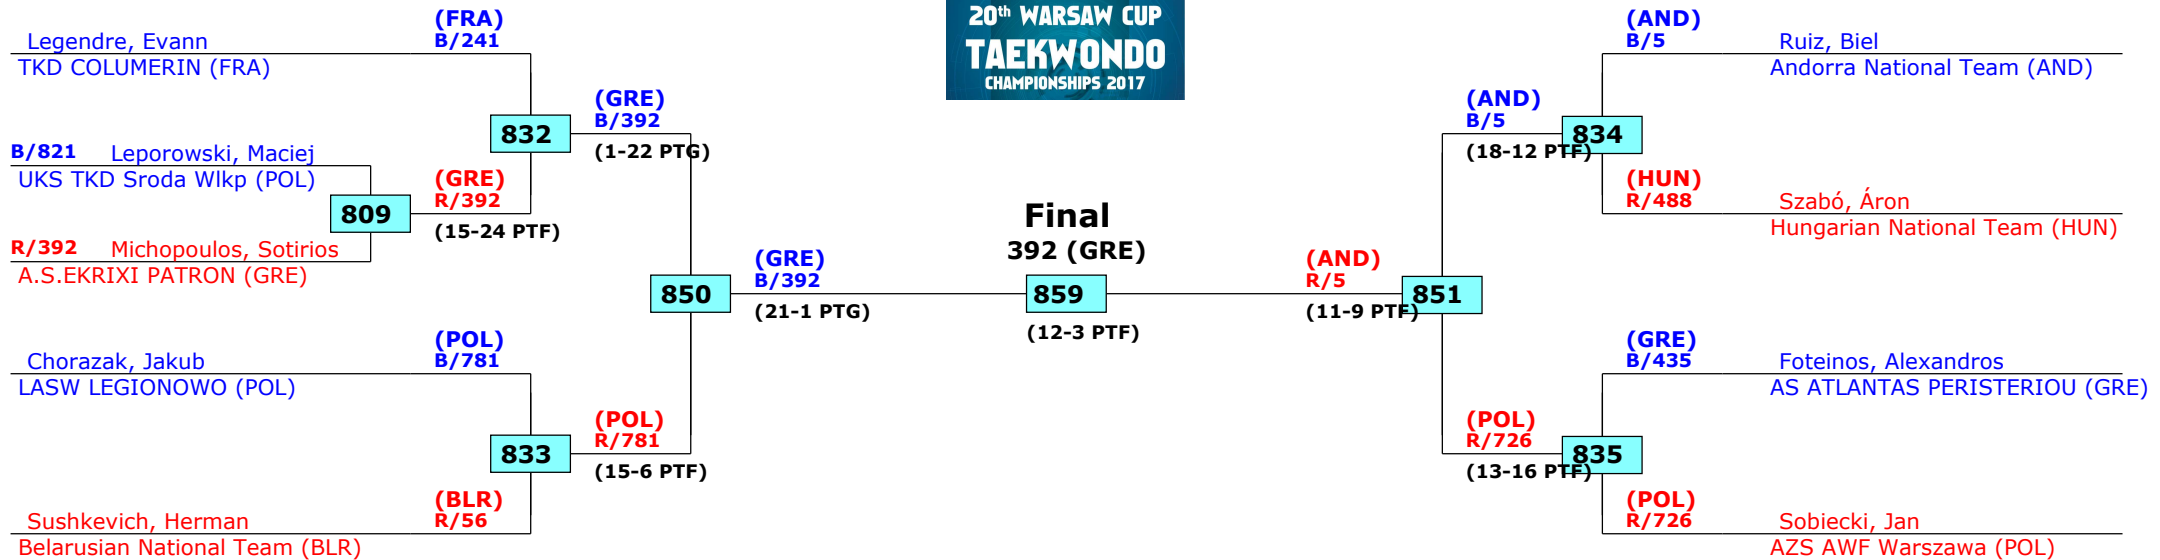 20th WARSAW CUP
TAEKWONDO
CHAMPIONSHIPS 2017
(FRA)
B/241
Legendre, Evann
TKD COLUMERIN (FRA)
832
(GRE)
B/392
(1-22 PTG)
B/821 Leporowski, Maciej
UKS TKD Sroda Wlkp (POL)
809
(GRE)
R/392
(15-24 PTF)
R/392 Michopoulos, Sotirios
A.S.EKRIXI PATRON (GRE)
850
(GRE)
B/392
(21-1 PTG)
(POL)
B/781
Chorazak, Jakub
LASW LEGIONOWO (POL)
833
(POL)
R/781
(15-6 PTF)
(BLR)
R/56
Sushkevich, Herman
Belarusian National Team (BLR)
Final
392 (GRE)
859
(12-3 PTF)
(AND)
R/5
(11-9 PTF)
851
(AND)
B/5
(18-12 PTF)
834
(AND)
B/5
Ruiz, Biel
Andorra National Team (AND)
(HUN)
R/488
Szabó, Áron
Hungarian National Team (HUN)
(POL)
R/726
(13-16 PTF)
835
(GRE)
B/435
Foteinos, Alexandros
AS ATLANTAS PERISTERIOU (GRE)
(POL)
R/726
Sobiecki, Jan
AZS AWF Warszawa (POL)